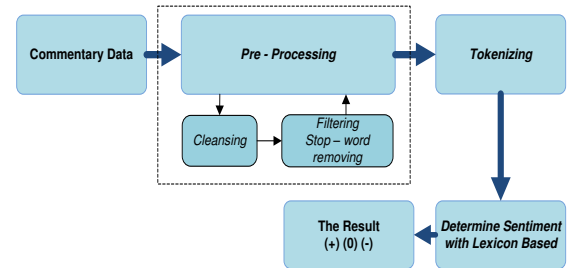 Commentary Data
Pre - Processing
Tokenizing
Cleansing
Filtering
Stop – word
removing
The Result
(+) (0) (-)
Determine Sentiment
with Lexicon Based